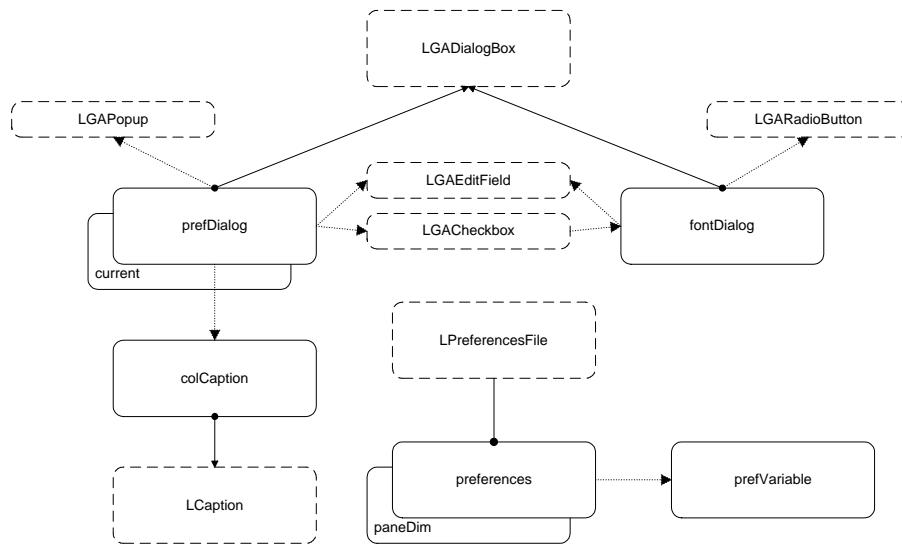 LGADialogBox
LGAPopup
LGARadioButton
LGAEditField
prefDialog
fontDialog
LGACheckbox
current
LPreferencesFile
colCaption
preferences
prefVariable
LCaption
paneDim